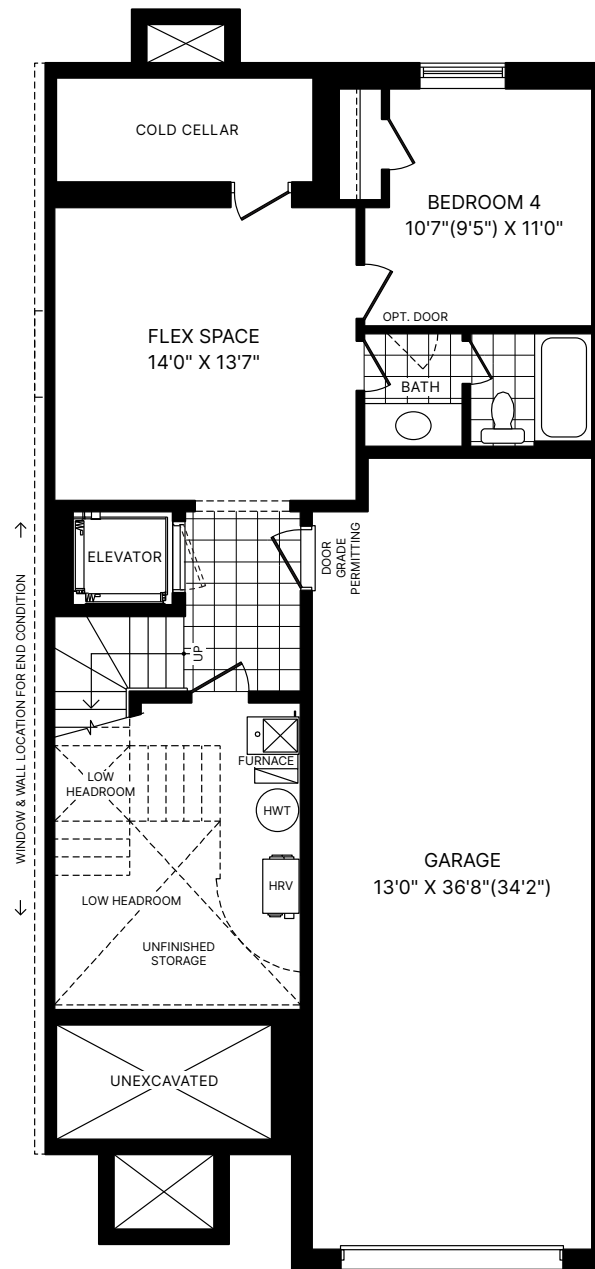 COLD CELLAR
BEDROOM 4
10'7"(9'5") X 11'0"
OPT. DOOR
FLEX SPACE
14'0" X 13'7"
BATH
ELEVATOR
DOOR
GRADE
PERMITTING
UP
WINDOW & WALL LOCATION FOR END CONDITION
FURNACE
LOW
HEADROOM
HWT
GARAGE
13'0" X 36'8"(34'2")
HRV
LOW HEADROOM
UNFINISHED
STORAGE
UNEXCAVATED